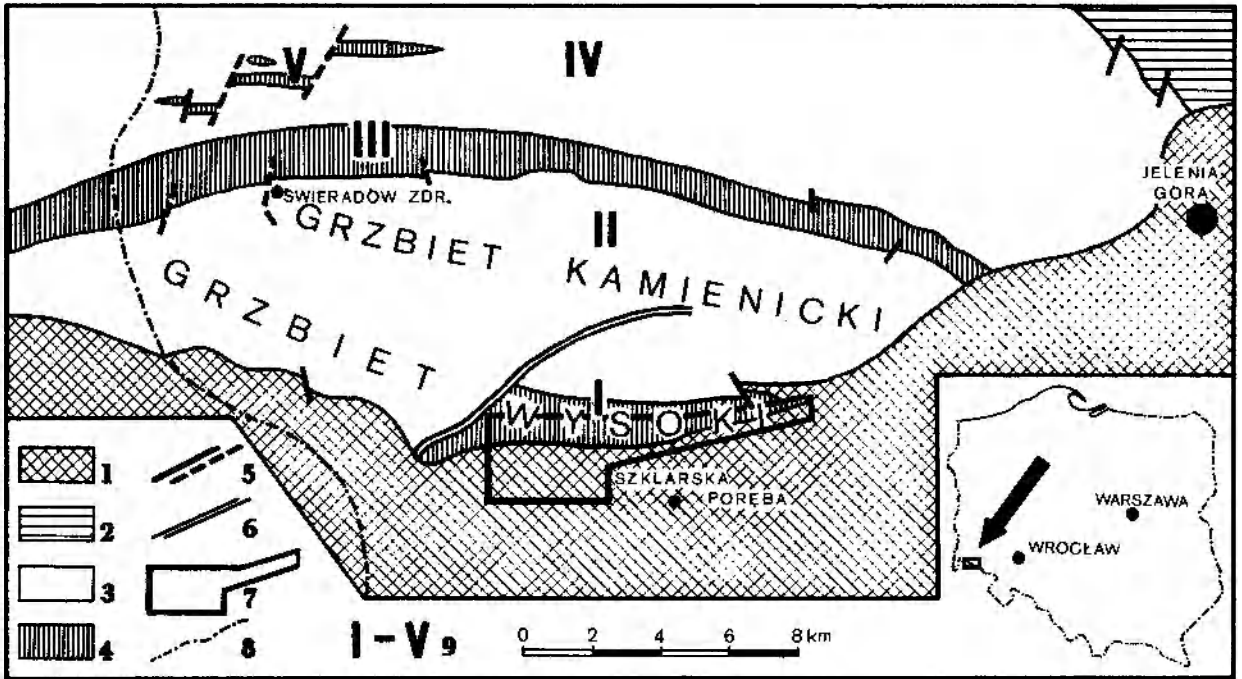 V
IV
III
JELENIA
GÓRA
ŚWIERADÓW ZDR.
II
GRZBIET KAMIENICKI
GRZBIET WYSOKI
I
SZKLARSKA
PORĘBA
WARSZAWA
WROCŁAW
1
2
3
4
5
6
7
8
I-V 9
0 2 4 6 8 km